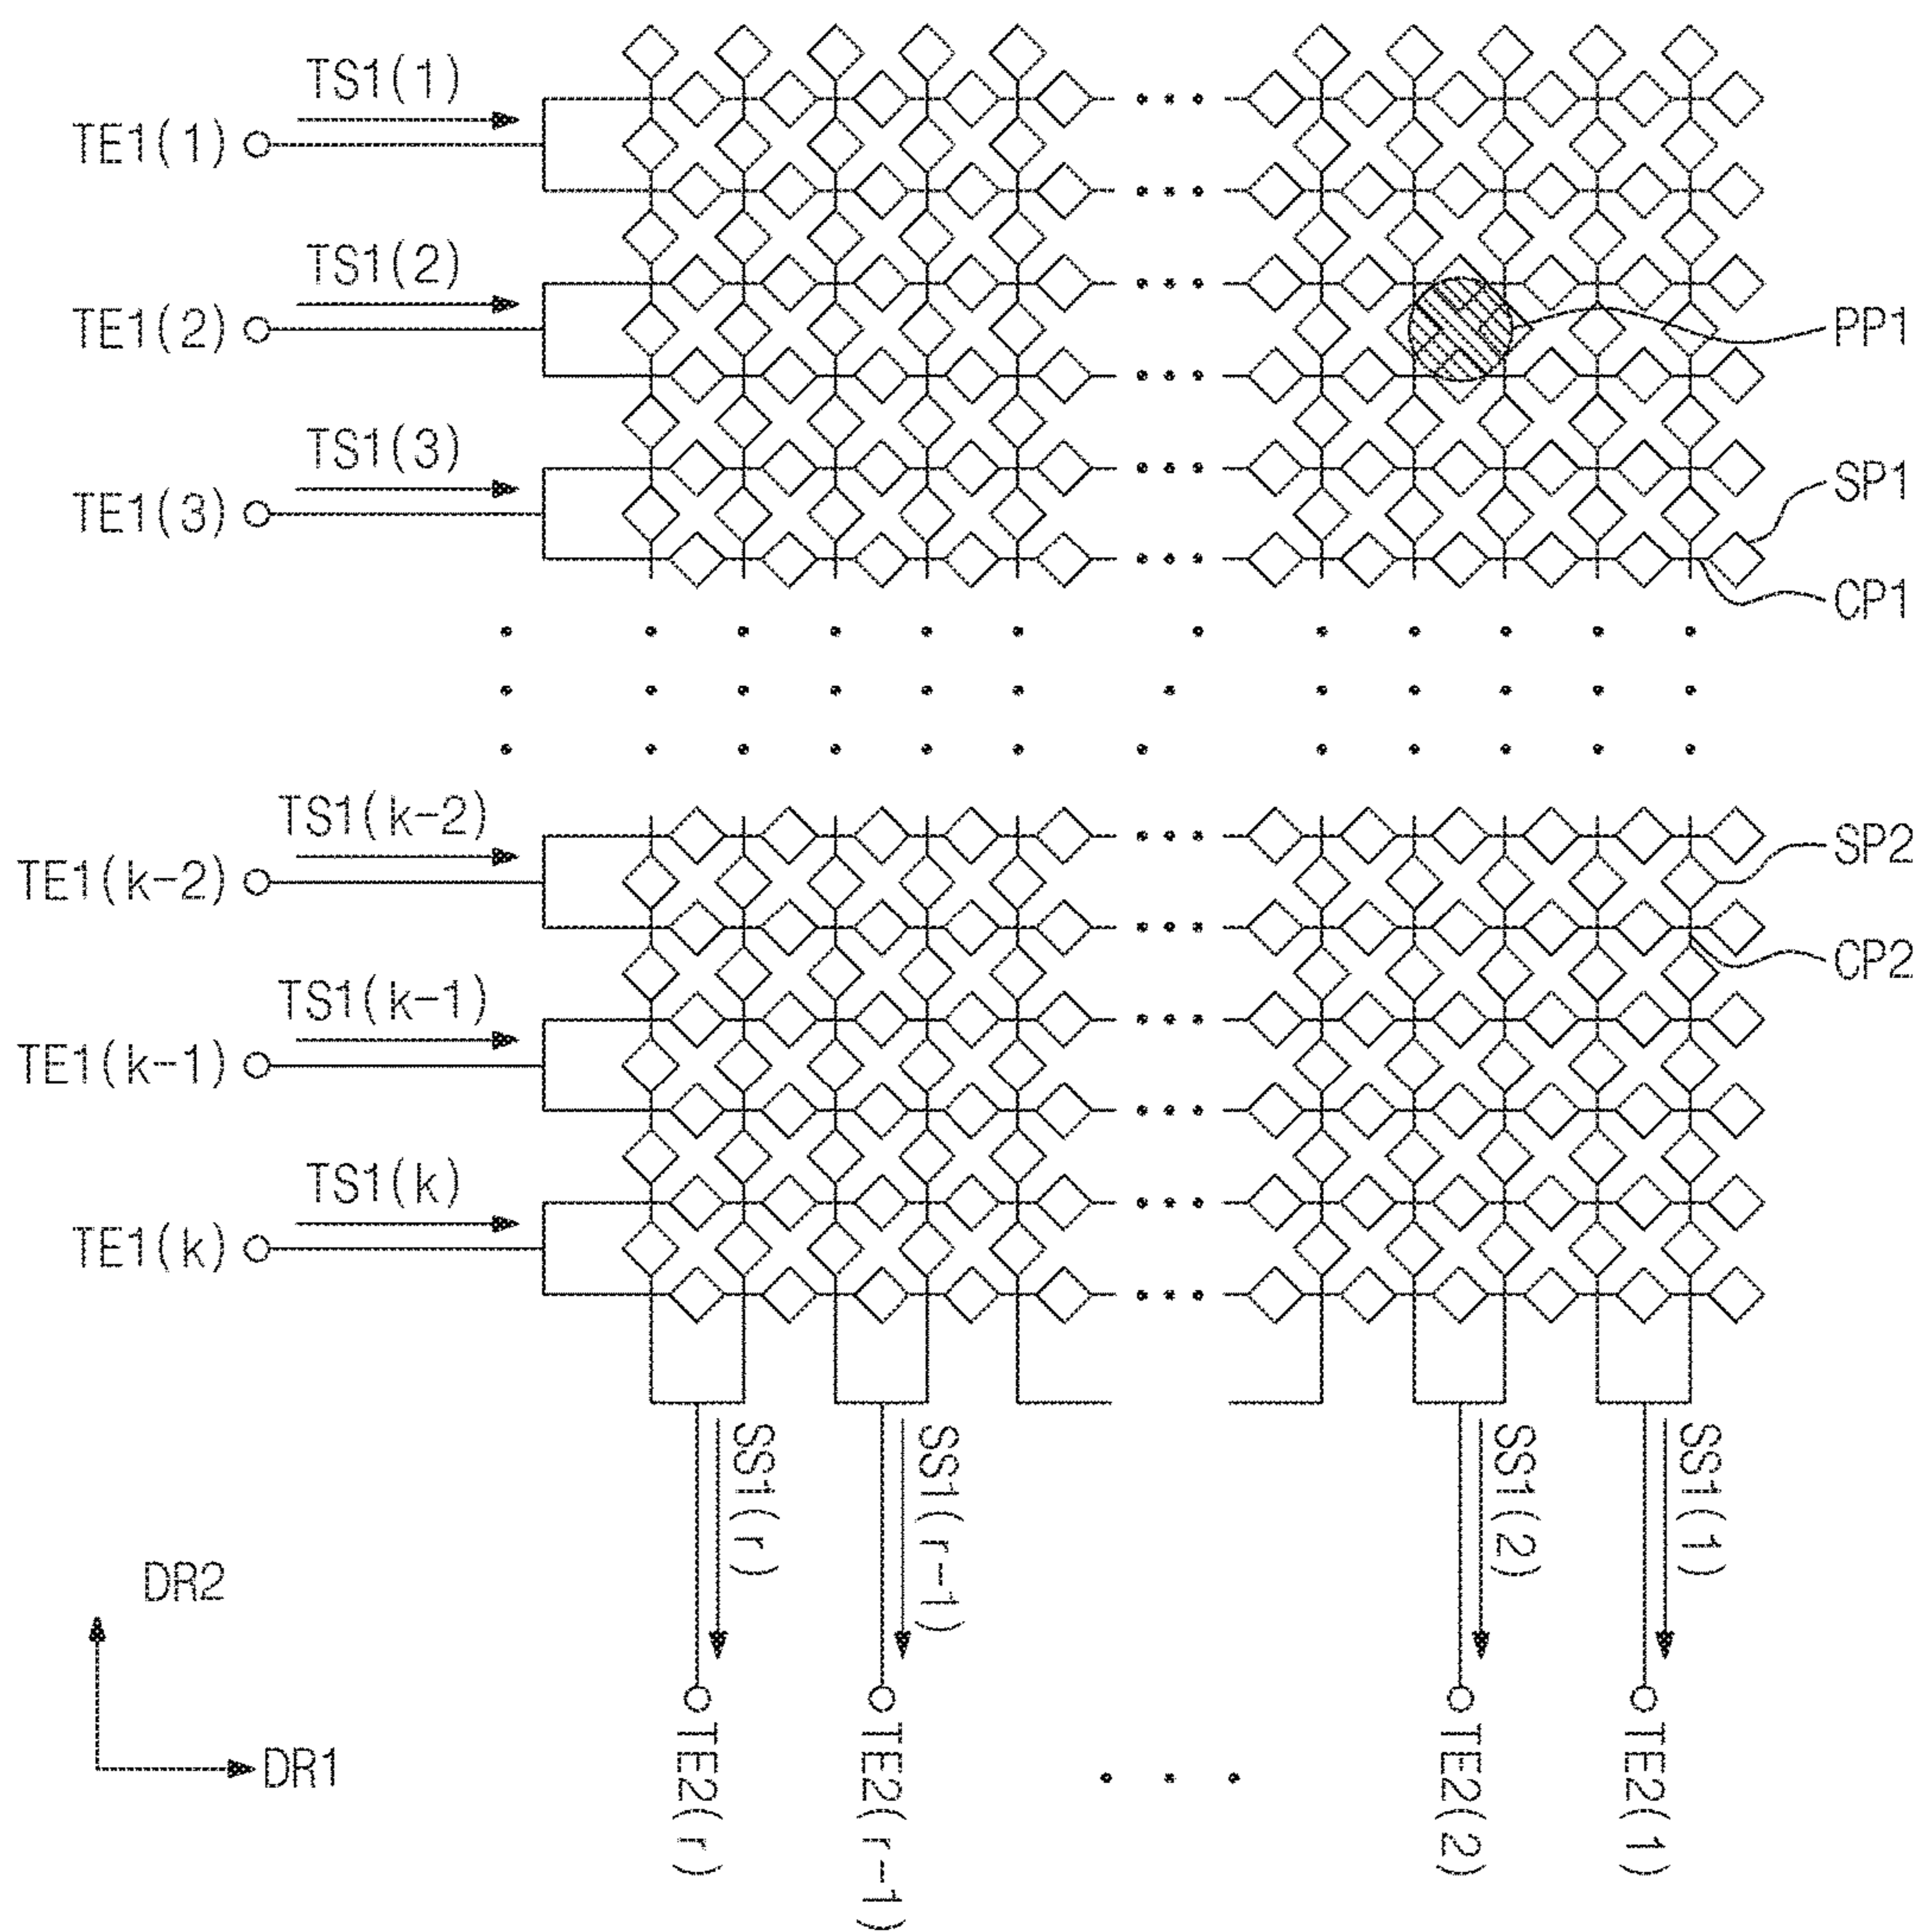 TS1(1)
TE1(1)
TS1(2)
TE1(2)
PP1
TS1(3)
TE1(3)
SP1
CP1
TS1(k-2)
TE1(k-2)
SP2
CP2
TS1(k-1)
TE1(k-1)
TS1(k)
TE1(k)
SS1(r)
SS1(r-1)
SS1(2)
SS1(1)
DR2
DR1
TE2(r)
TE2(r-1)
TE2(2)
TE2(1)